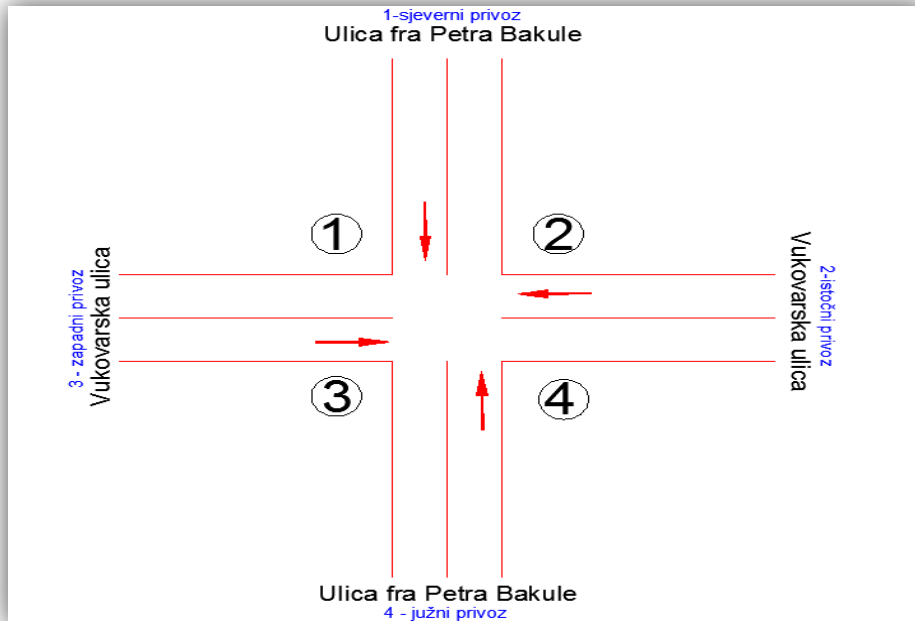 1-sjeverni privoz
Ulica fra Petra Bakule
1
2
3 - zapadni privoz
Vukovarska ulica
Vukovarska ulica
2-istočni privoz
3
4
Ulica fra Petra Bakule
4 - južni privoz